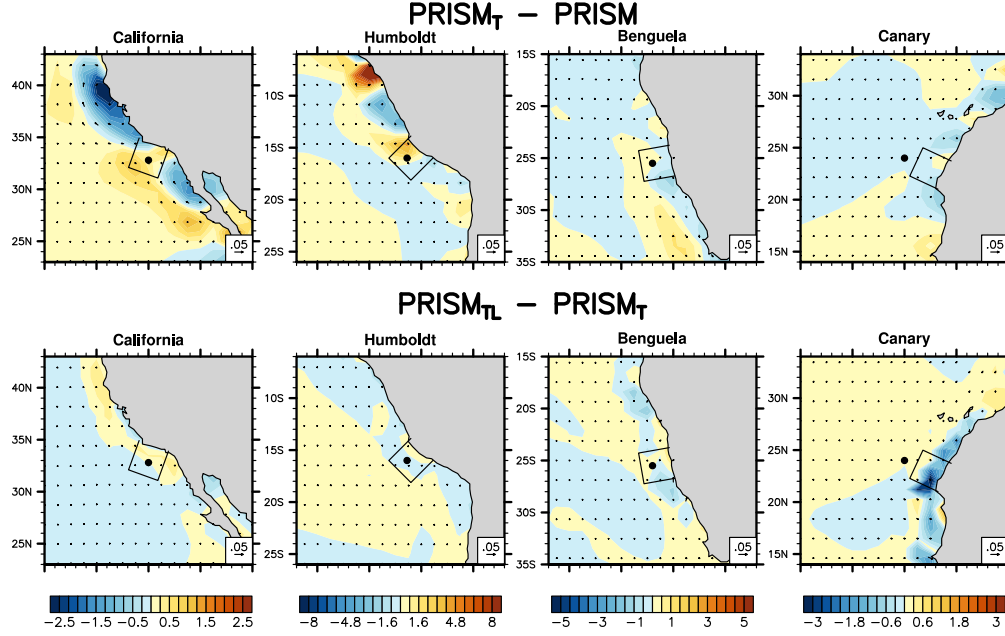 PRISMT – PRISM
California Humboldt Benguela Canary
40N 35N 30N 25N .05
10S 15S 20S 25S .05
15S 20S 25S 30S 35S .05
30N 25N 20N 15N .05
PRISMTL – PRISMT
California Humboldt Benguela Canary
40N 35N 30N 25N .05
10S 15S 20S 25S .05
15S 20S 25S 30S 35S .05
30N 25N 20N 15N .05
−2.5 −1.5 −0.5 0.5 1.5 2.5
−8 −4.8 −1.6 1.6 4.8 8
−5 −3 −1 1 3 5
−3 −1.8 −0.6 0.6 1.8 3